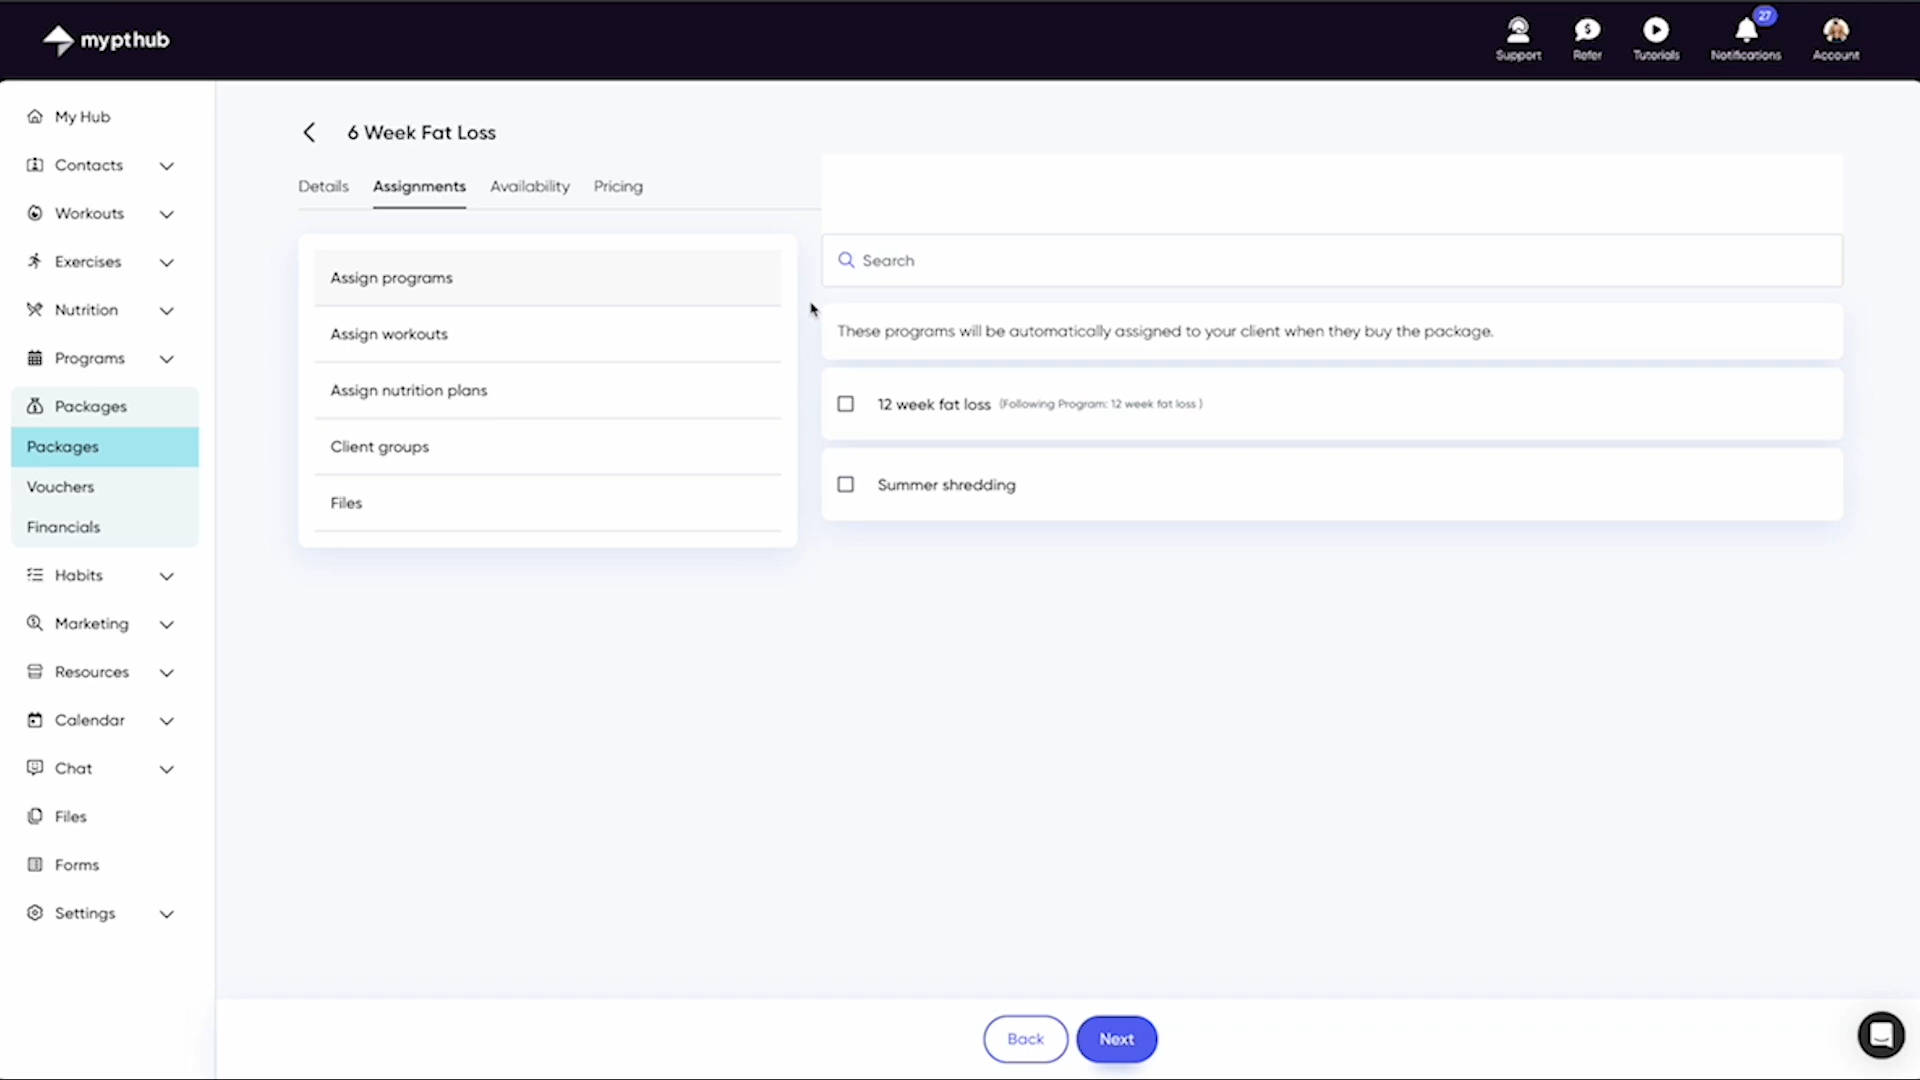 mypthub
Support
Refer
Tutorials
27
Notifications
Account
My Hub
Contacts
Workouts
Exercises
Nutrition
Programs
Packages
Packages
Vouchers
Financials
Habits
Marketing
Resources
Calendar
Chat
Files
Forms
Settings
6 Week Fat Loss
Details Assignments Availability Pricing
Assign programs
Assign workouts
Assign nutrition plans
Client groups
Files
Search
These programs will be automatically assigned to your client when they buy the package.
12 week fat loss (Following Program: 12 week fat loss )
Summer shredding
Back Next